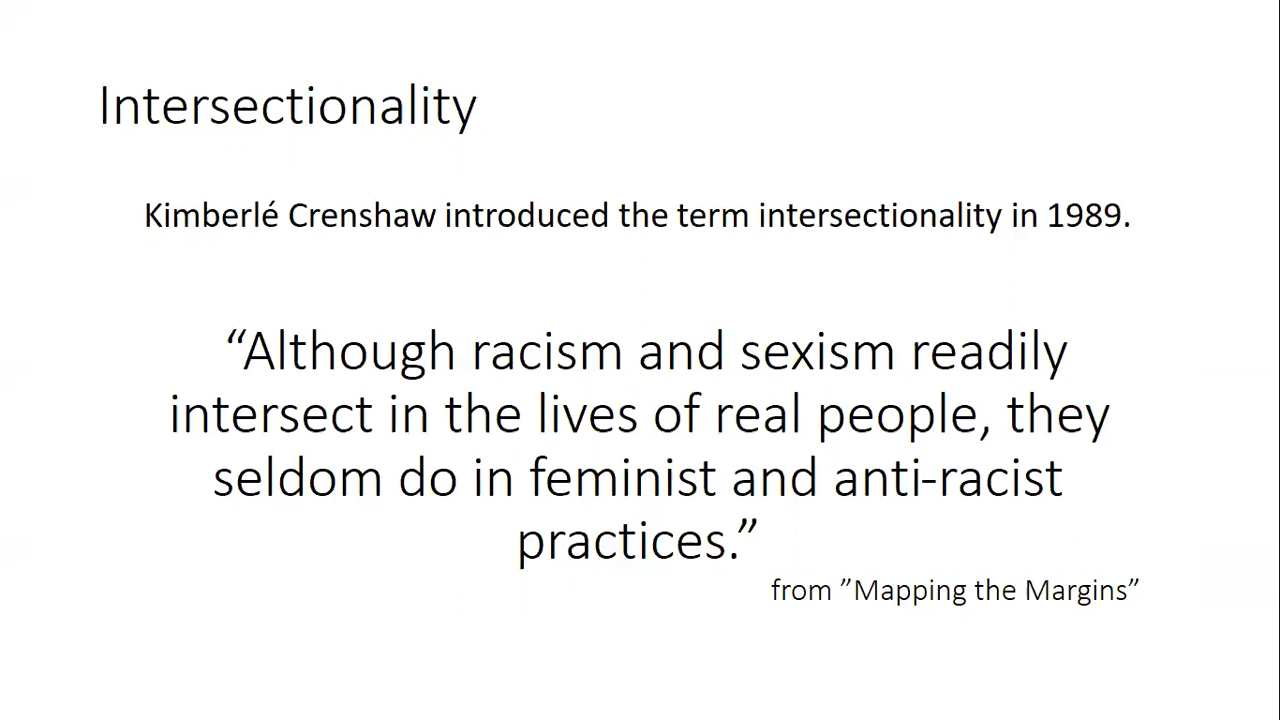 Intersectionality
Kimberlé Crenshaw introduced the term intersectionality in 1989.
“Although racism and sexism readily
intersect in the lives of real people, they
seldom do in feminist and anti-racist
practices.”
from ”Mapping the Margins”